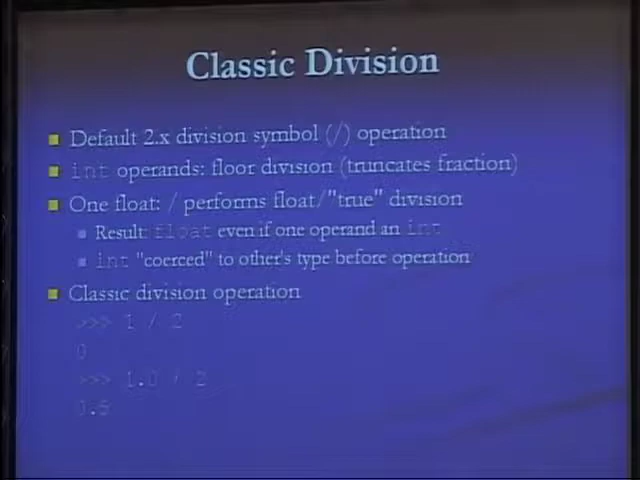 Classic Division
Default 2.x division symbol (/) operation
int operands: floor division (truncates fraction)
One float: / performs float/"true" division
Result: float even if one operand an int
int "coerced" to other's type before operation
Classic division operation
>>> 1 / 2
0
>>> 1.0 / 2
0.5